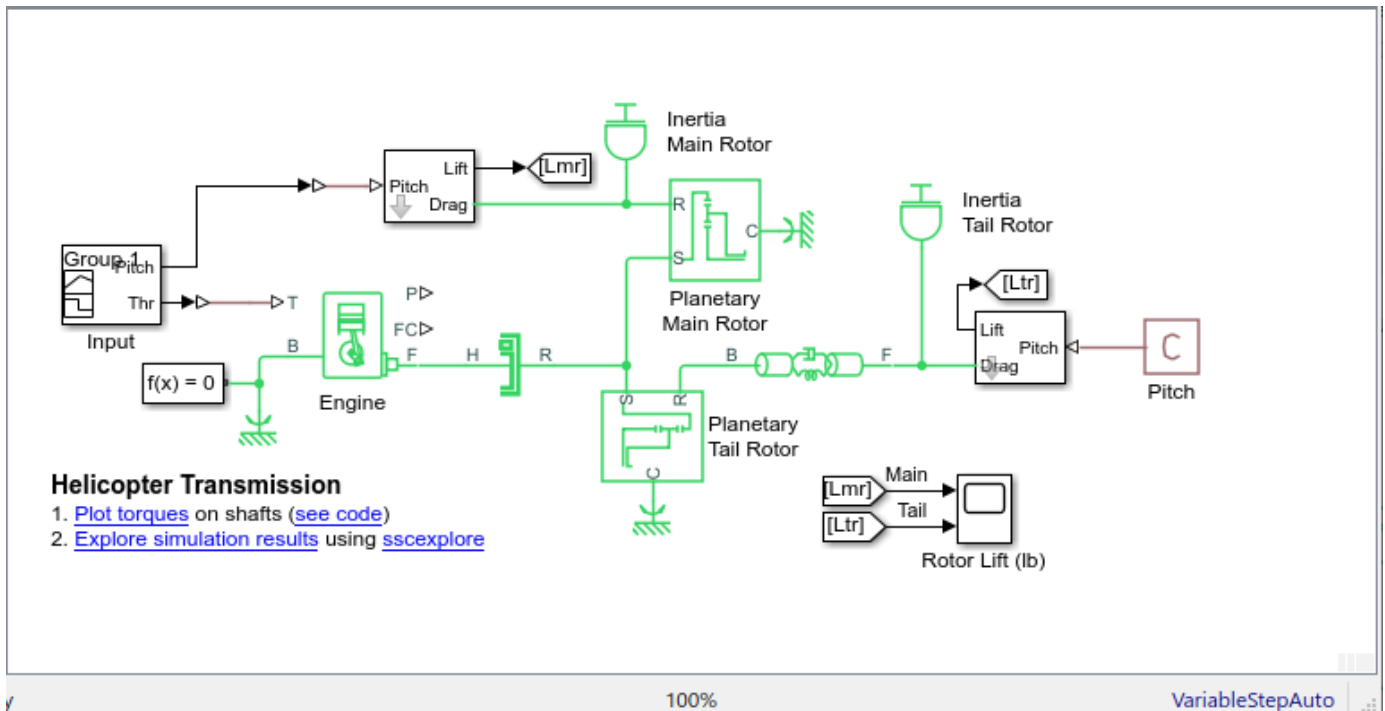 Inertia
Main Rotor
Lift
[Lmr]
Pitch
Drag
R
C
S
Planetary
Main Rotor
Inertia
Tail Rotor
Group 1
Pitch
Thr
Input
T
P
FC
B
F
H
R
f(x) = 0
Engine
S
R
C
Planetary
Tail Rotor
B
F
[Ltr]
Lift
Pitch
Drag
C
Pitch
Helicopter Transmission
1. Plot torques on shafts (see code)
2. Explore simulation results using sscexplore
[Lmr]
Main
[Ltr]
Tail
Rotor Lift (lb)
100%
VariableStepAuto